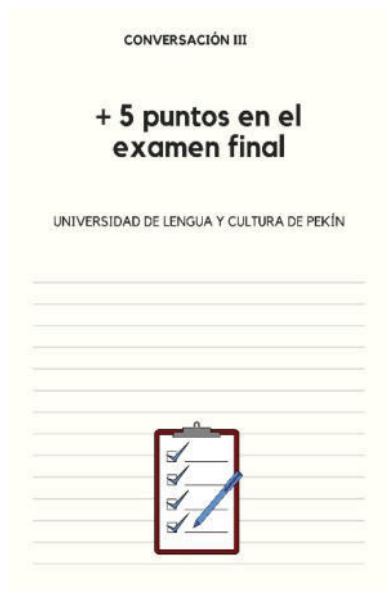 CONVERSACIÓN III
+ 5 puntos en el
examen final
UNIVERSIDAD DE LENGUA Y CULTURA DE PEKÍN